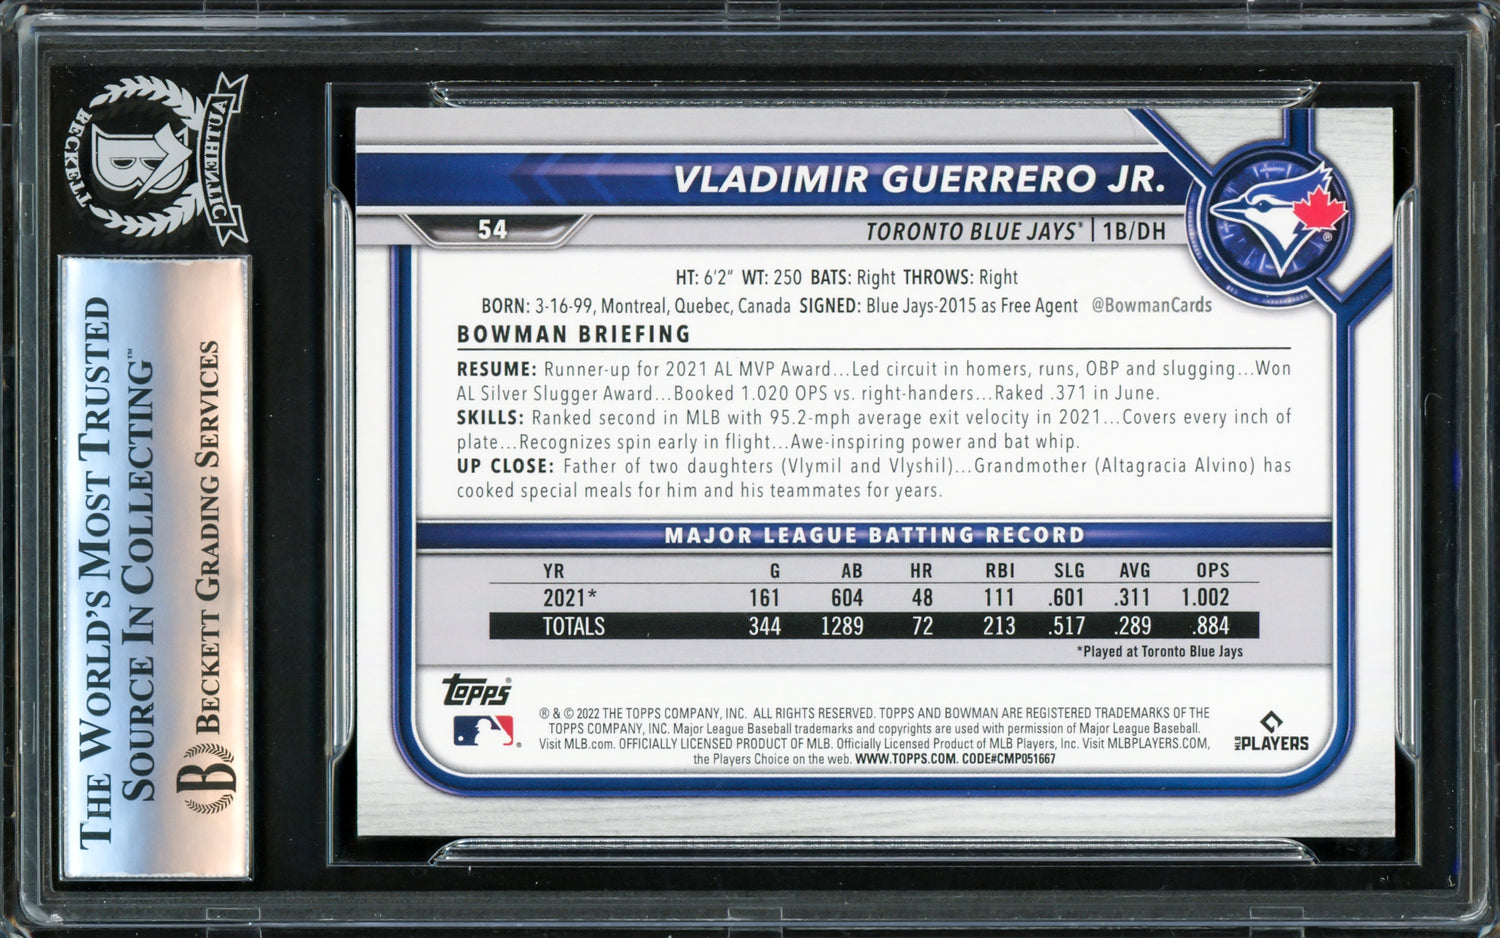 BECKETT
AUTHENTIC
B
THE WORLD'S MOST TRUSTED
SOURCE IN COLLECTING™
B BECKETT GRADING SERVICES
VLADIMIR GUERRERO JR.
54
TORONTO BLUE JAYS® | 1B/DH
HT: 6'2" WT: 250 BATS: Right THROWS: Right
BORN: 3-16-99, Montreal, Quebec, Canada SIGNED: Blue Jays-2015 as Free Agent @BowmanCards
BOWMAN BRIEFING
RESUME: Runner-up for 2021 AL MVP Award...Led circuit in homers, runs, OBP and slugging...Won
AL Silver Slugger Award...Booked 1.020 OPS vs. right-handers...Raked .371 in June.
SKILLS: Ranked second in MLB with 95.2-mph average exit velocity in 2021...Covers every inch of
plate...Recognizes spin early in flight...Awe-inspiring power and bat whip.
UP CLOSE: Father of two daughters (Vlymil and Vlyshil)...Grandmother (Altagracia Alvino) has
cooked special meals for him and his teammates for years.
MAJOR LEAGUE BATTING RECORD
YR G AB HR RBI SLG AVG OPS
2021* 161 604 48 111 .601 .311 1.002
TOTALS 344 1289 72 213 .517 .289 .884
*Played at Toronto Blue Jays
topps®
® & © 2022 THE TOPPS COMPANY, INC. ALL RIGHTS RESERVED. TOPPS AND BOWMAN ARE REGISTERED TRADEMARKS OF THE
TOPPS COMPANY, INC. Major League Baseball trademarks and copyrights are used with permission of Major League Baseball.
Visit MLB.com. OFFICIALLY LICENSED PRODUCT OF MLB. Officially Licensed Product of MLB Players, Inc. Visit MLBPLAYERS.COM,
the Players Choice on the web. WWW.TOPPS.COM. CODE#CMP051667
MLB PLAYERS